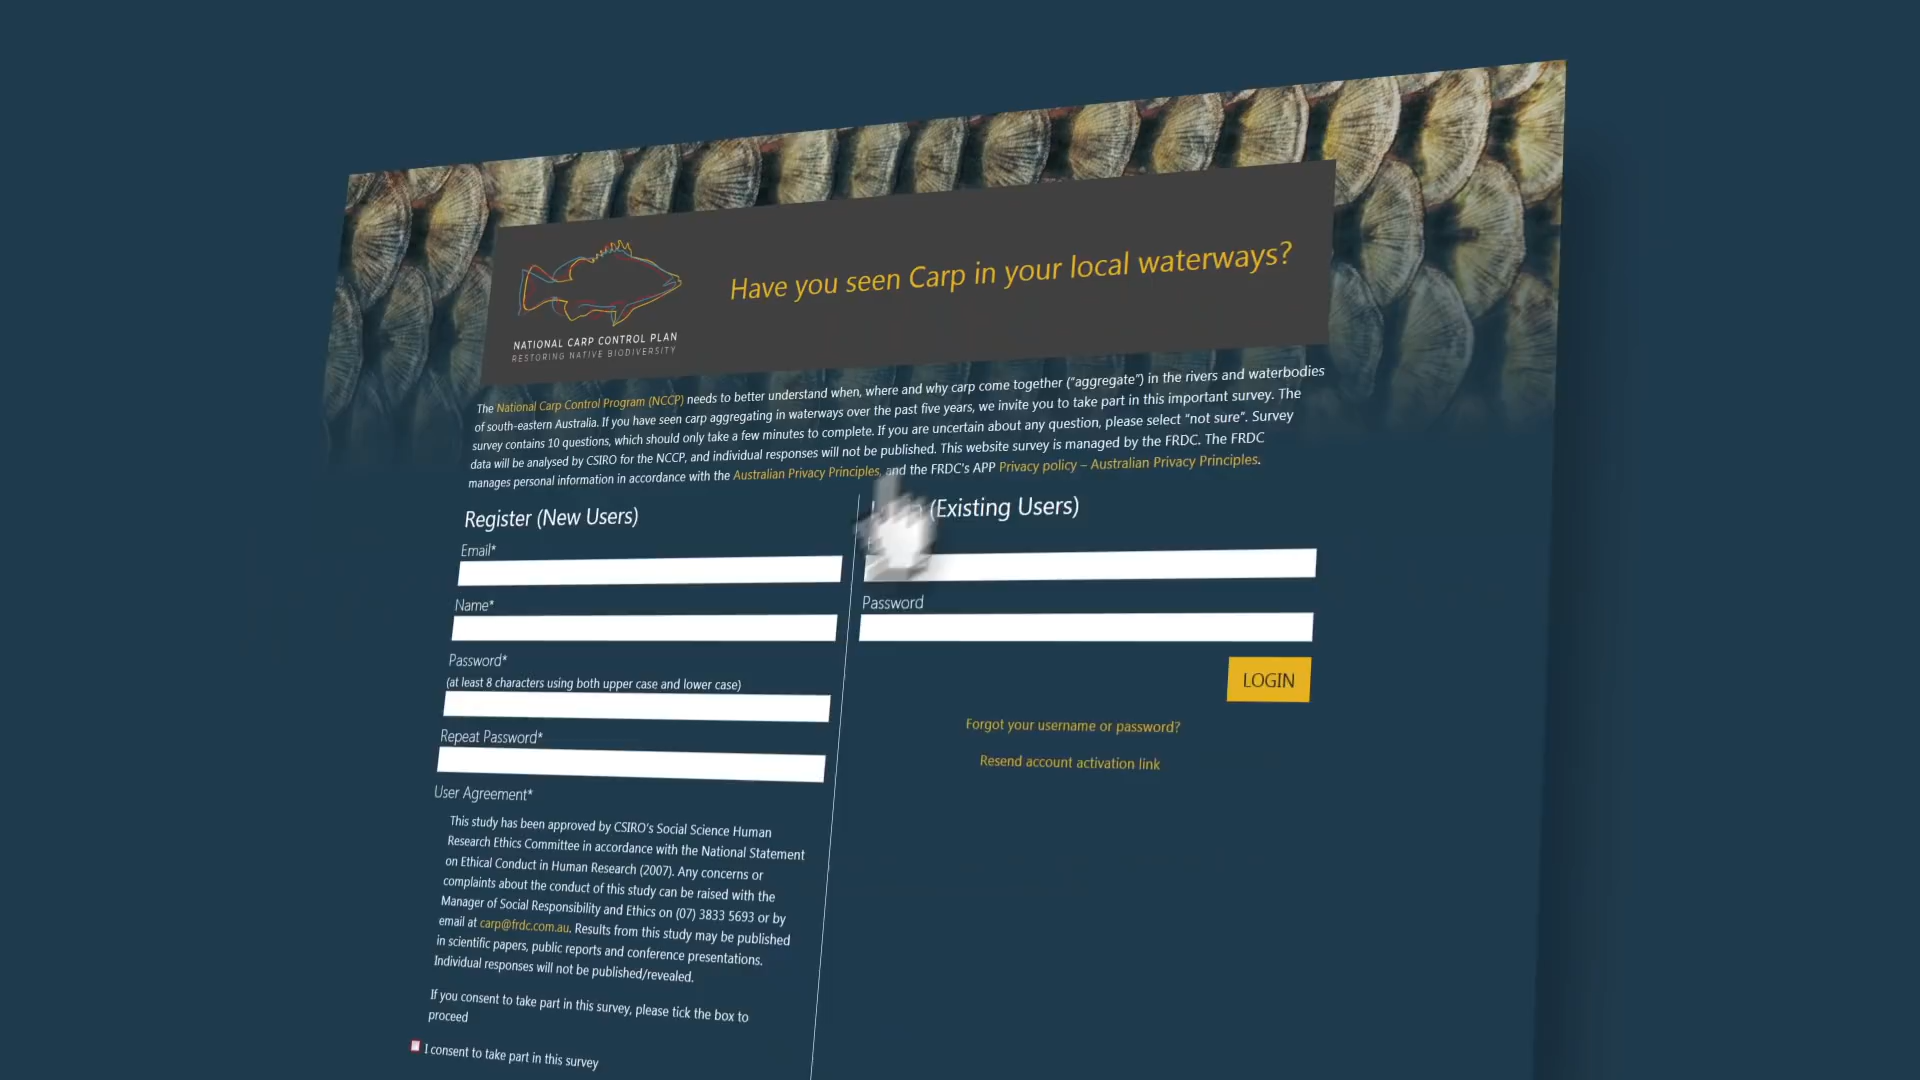 Have you seen Carp in your local waterways?
NATIONAL CARP CONTROL PLAN
RESTORING NATIVE BIODIVERSITY
The National Carp Control Program (NCCP) needs to better understand when, where and why carp come together ("aggregate") in the rivers and waterbodies
of south-eastern Australia. If you have seen carp aggregating in waterways over the past five years, we invite you to take part in this important survey. The
survey contains 10 questions, which should only take a few minutes to complete. If you are uncertain about any question, please select "not sure". Survey
data will be analysed by CSIRO for the NCCP, and individual responses will not be published. This website survey is managed by the FRDC. The FRDC
manages personal information in accordance with the Australian Privacy Principles, and the FRDC's APP Privacy policy – Australian Privacy Principles.
Register (New Users)
Email*
Name*
Password*
(at least 8 characters using both upper case and lower case)
Repeat Password*
User Agreement*
This study has been approved by CSIRO's Social Science Human
Research Ethics Committee in accordance with the National Statement
on Ethical Conduct in Human Research (2007). Any concerns or
complaints about the conduct of this study can be raised with the
Manager of Social Responsibility and Ethics on (07) 3833 5693 or by
email at carp@frdc.com.au. Results from this study may be published
in scientific papers, public reports and conference presentations.
Individual responses will not be published/revealed.
If you consent to take part in this survey, please tick the box to
proceed
I consent to take part in this survey
(Existing Users)
Password
LOGIN
Forgot your username or password?
Resend account activation link